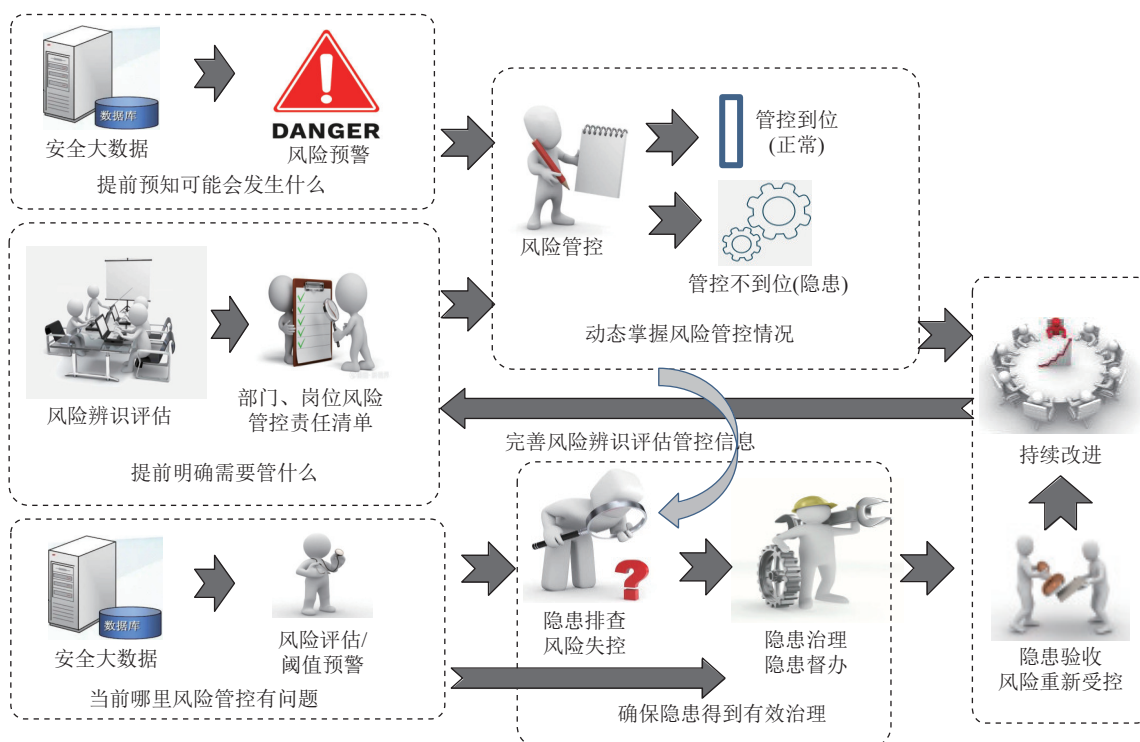 数据库
安全大数据
DANGER
风险预警
提前预知可能会发生什么
风险管控
管控到位
(正常)
管控不到位(隐患)
动态掌握风险管控情况
风险辨识评估
部门、岗位风险
管控责任清单
提前明确需要管什么
完善风险辨识评估管控信息
持续改进
数据库
安全大数据
风险评估/
阈值预警
当前哪里风险管控有问题
隐患排查
风险失控
隐患治理
隐患督办
确保隐患得到有效治理
隐患验收
风险重新受控